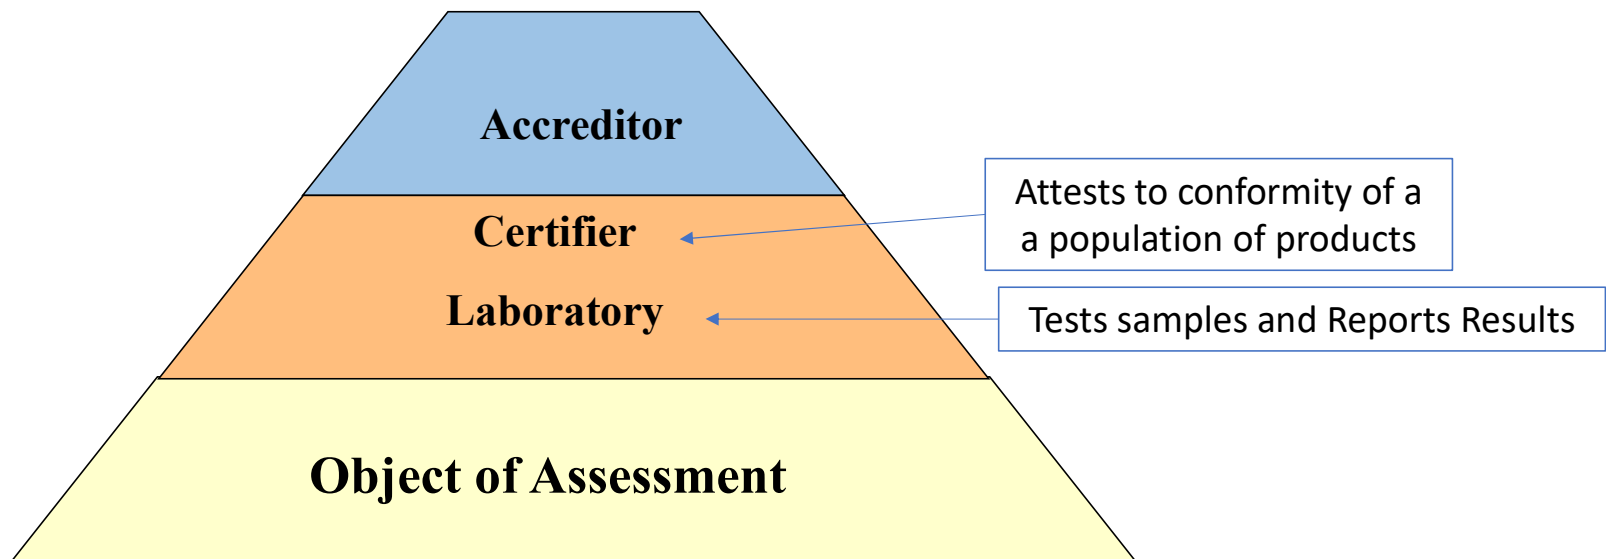 Accreditor
Certifier
Attests to conformity of a
a population of products
Laboratory
Tests samples and Reports Results
Object of Assessment